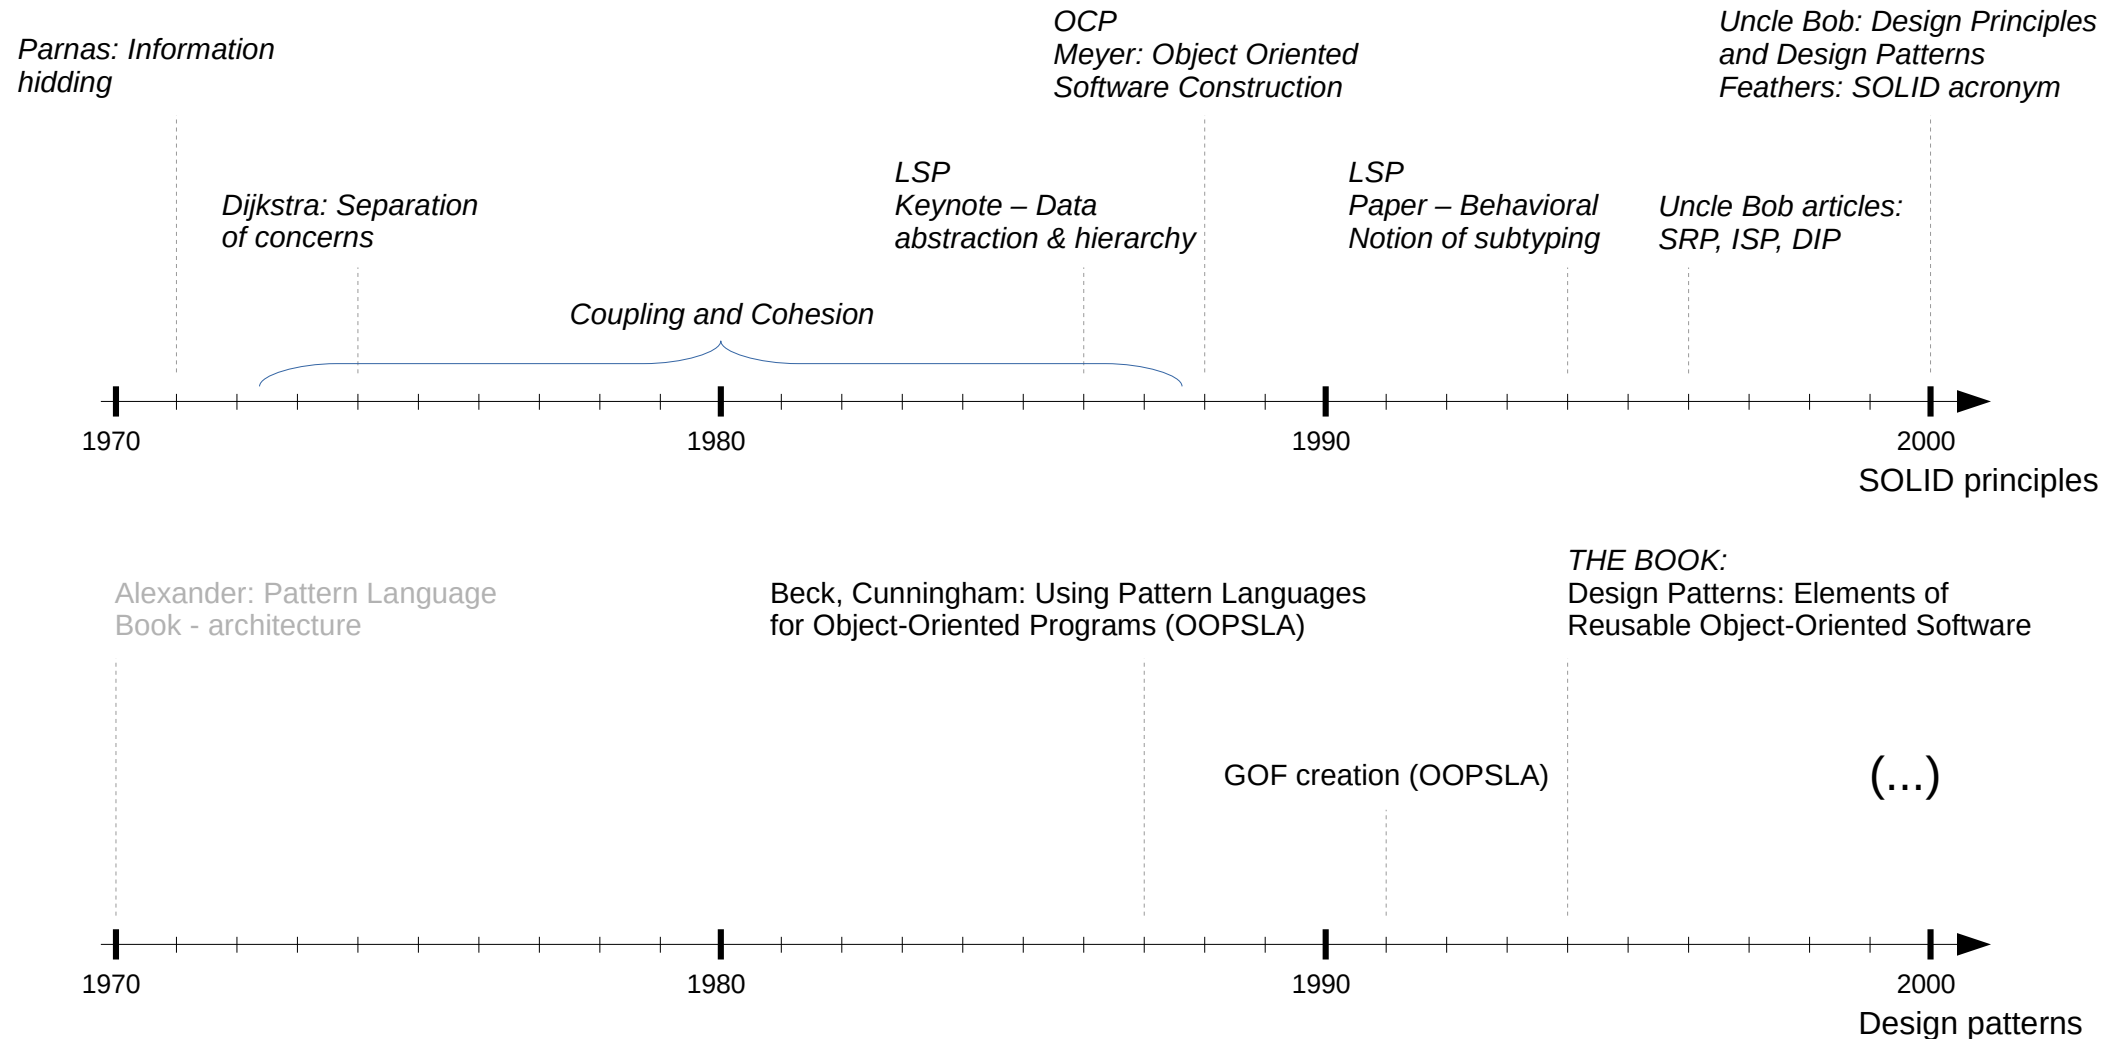 Parnas: Information
hidding
OCP
Meyer: Object Oriented
Software Construction
Uncle Bob: Design Principles
and Design Patterns
Feathers: SOLID acronym
Dijkstra: Separation
of concerns
LSP
Keynote – Data
abstraction & hierarchy
LSP
Paper – Behavioral
Notion of subtyping
Uncle Bob articles:
SRP, ISP, DIP
Coupling and Cohesion
1970
1980
1990
2000
SOLID principles
Alexander: Pattern Language
Book - architecture
Beck, Cunningham: Using Pattern Languages
for Object-Oriented Programs (OOPSLA)
THE BOOK:
Design Patterns: Elements of
Reusable Object-Oriented Software
GOF creation (OOPSLA)
(...)
1970
1980
1990
2000
Design patterns